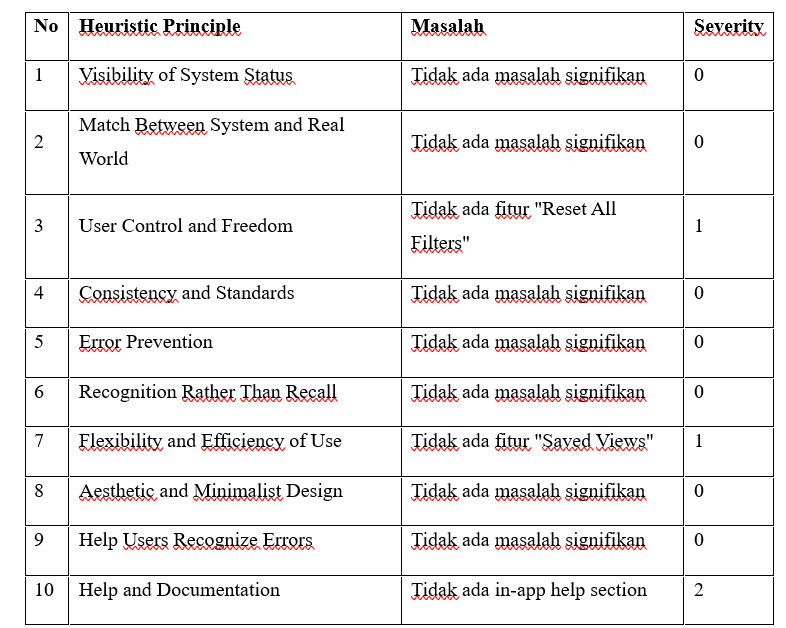 No Heuristic Principle Masalah Severity
1 Visibility of System Status Tidak ada masalah signifikan 0
2 Match Between System and Real
World Tidak ada masalah signifikan 0
3 User Control and Freedom Tidak ada fitur "Reset All
Filters" 1
4 Consistency and Standards Tidak ada masalah signifikan 0
5 Error Prevention Tidak ada masalah signifikan 0
6 Recognition Rather Than Recall Tidak ada masalah signifikan 0
7 Flexibility and Efficiency of Use Tidak ada fitur "Saved Views" 1
8 Aesthetic and Minimalist Design Tidak ada masalah signifikan 0
9 Help Users Recognize Errors Tidak ada masalah signifikan 0
10 Help and Documentation Tidak ada in-app help section 2